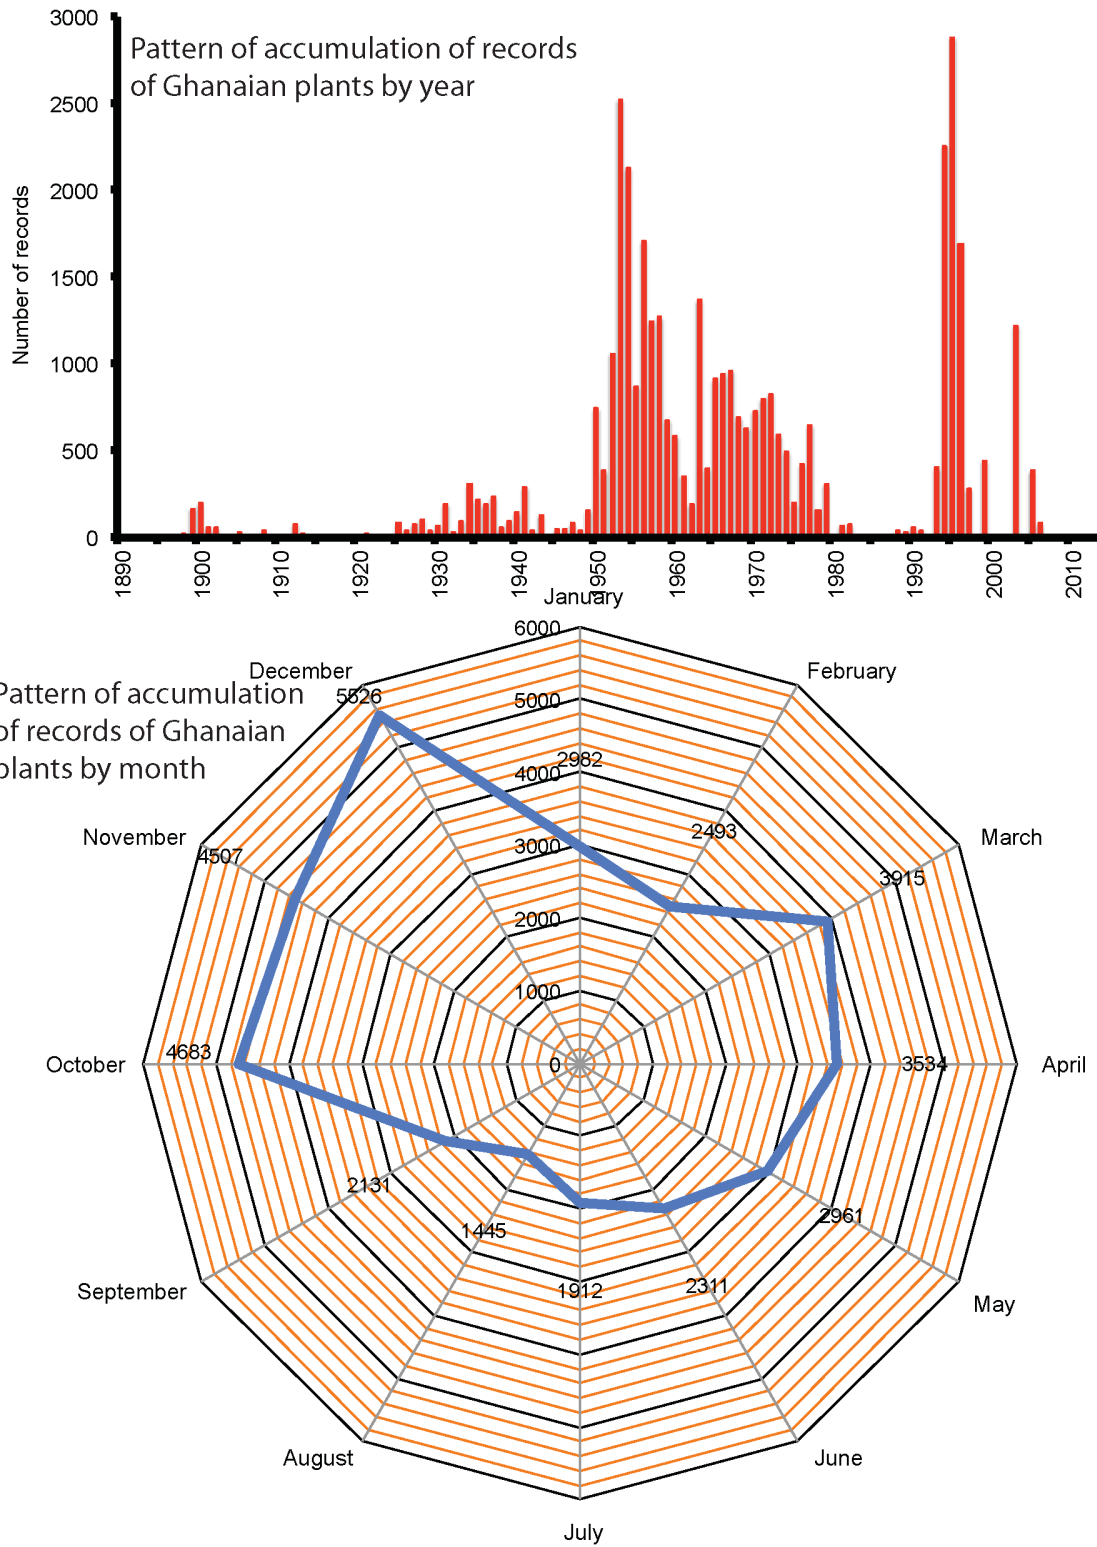 3000
Pattern of accumulation of records
of Ghanaian plants by year
2500
2000
1500
1000
500
0
Number of records
1890 1900 1910 1920 1930 1940 1950 1960 1970 1980 1990 2000 2010
January
6000
December
February
5526
Pattern of accumulation
of records of Ghanaian
plants by month
5000
2982
4000
2493
November
March
4507
3000
3915
2000
1000
4683
October
0
3534
April
2131
2961
1445
1912
2311
September
May
August
June
July